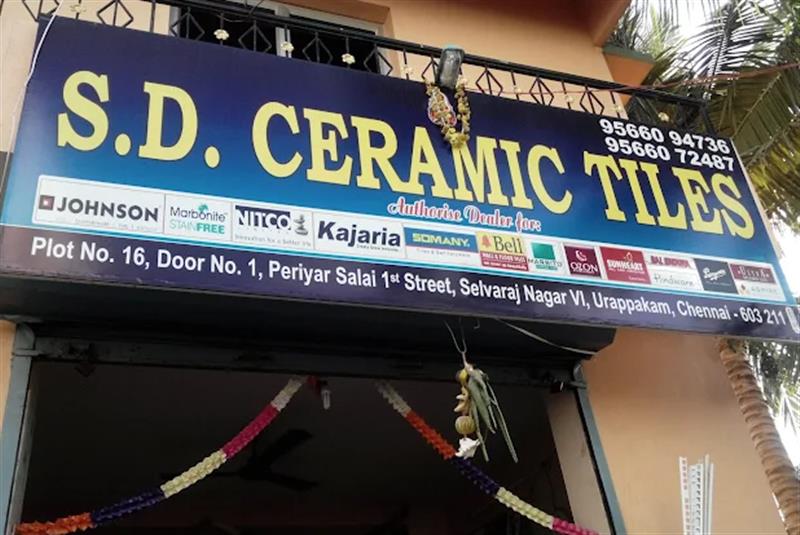 S.D. CERAMIC TILES
95660 94736
95660 72487
Authorise Dealer for:
JOHNSON
Marbonite
STAINFREE
NITCO
Kajaria
SOMANY
Bell
OZON
SUNHEART
Hindware
Plot No. 16, Door No. 1, Periyar Salai 1st Street, Selvaraj Nagar VI, Urappakam, Chennai - 603 211